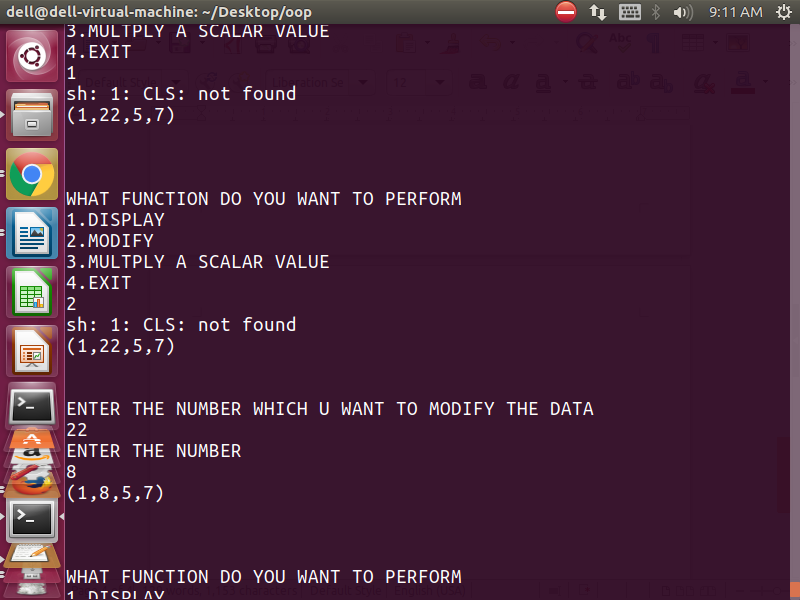 dell@dell-virtual-machine: ~/Desktop/oop
9:11 AM
3.MULTPLY A SCALAR VALUE
4.EXIT
1
sh: 1: CLS: not found
(1,22,5,7)
WHAT FUNCTION DO YOU WANT TO PERFORM
1.DISPLAY
2.MODIFY
3.MULTPLY A SCALAR VALUE
4.EXIT
2
sh: 1: CLS: not found
(1,22,5,7)
ENTER THE NUMBER WHICH U WANT TO MODIFY THE DATA
22
ENTER THE NUMBER
8
(1,8,5,7)
WHAT FUNCTION DO YOU WANT TO PERFORM
1.DISPLAY